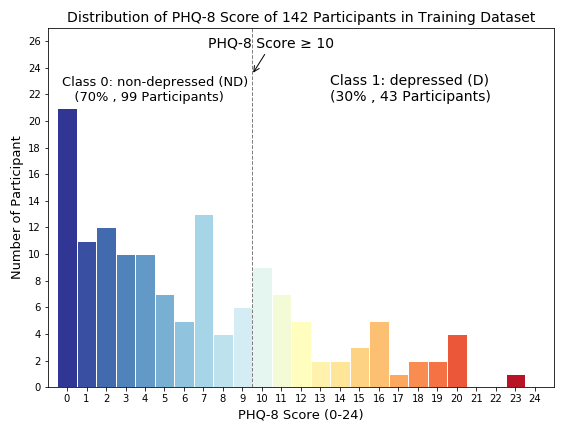 Distribution of PHQ-8 Score of 142 Participants in Training Dataset
PHQ-8 Score ≥ 10
Class 0: non-depressed (ND)
(70% , 99 Participants)
Class 1: depressed (D)
(30% , 43 Participants)
Number of Participant
26
24
22
20
18
16
14
12
10
8
6
4
2
0
0 1 2 3 4 5 6 7 8 9 10 11 12 13 14 15 16 17 18 19 20 21 22 23 24
PHQ-8 Score (0-24)